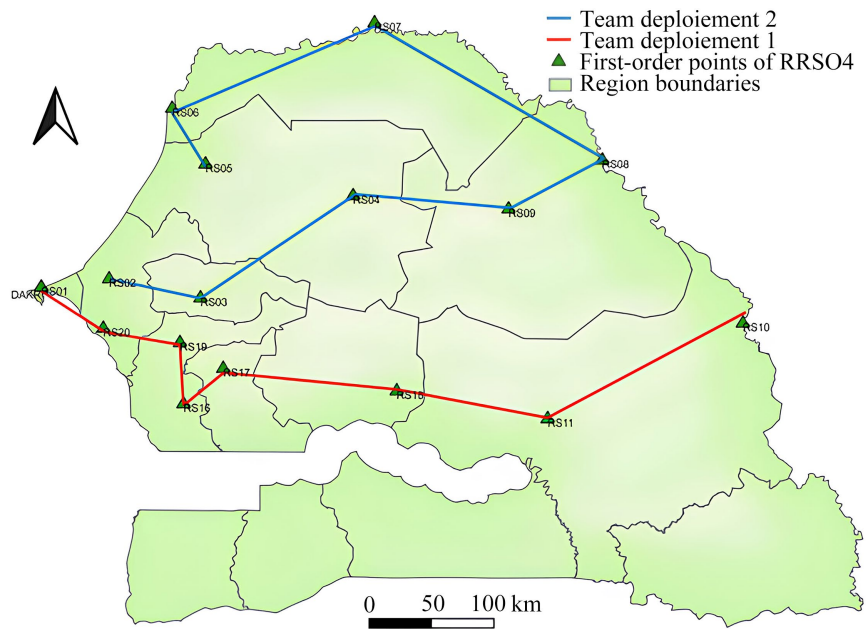 RS07
Team deploiement 2
Team deploiement 1
First-order points of RRSO4
Region boundaries
RS06
RS05
RS08
RS04
RS09
RS02
RS01
RS03
RS20
RS10
RS19
RS17
RS16
RS11
0 50 100 km